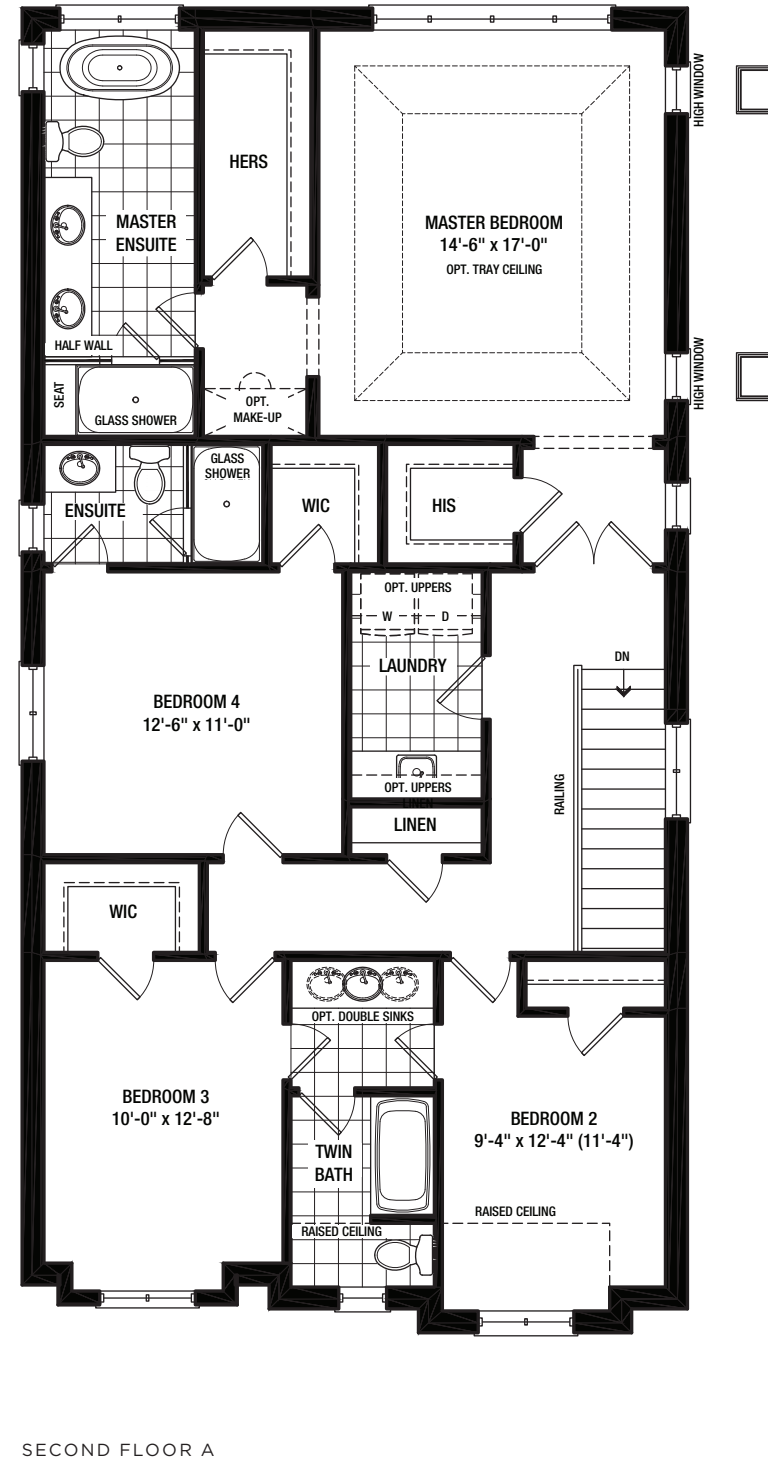 HIGH WINDOW
HERS
MASTER
ENSUITE
MASTER BEDROOM
14'-6" x 17'-0"
OPT. TRAY CEILING
HALF WALL
HIGH WINDOW
SEAT
GLASS SHOWER
OPT.
MAKE-UP
GLASS
SHOWER
ENSUITE
WIC
HIS
OPT. UPPERS
W D
LAUNDRY
DN
BEDROOM 4
12'-6" x 11'-0"
RAILING
OPT. UPPERS
LINEN
LINEN
WIC
OPT. DOUBLE SINKS
BEDROOM 3
10'-0" x 12'-8"
BEDROOM 2
9'-4" x 12'-4" (11'-4")
TWIN
BATH
RAISED CEILING
RAISED CEILING
SECOND FLOOR A